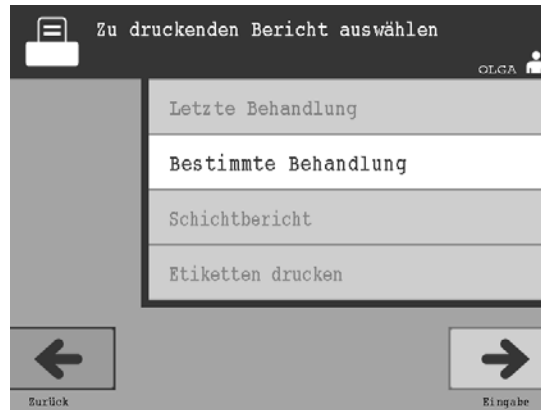 Zu druckenden Bericht auswählen
OLGA
Letzte Behandlung
Bestimmte Behandlung
Schichtbericht
Etiketten drucken
Zurück
Eingabe